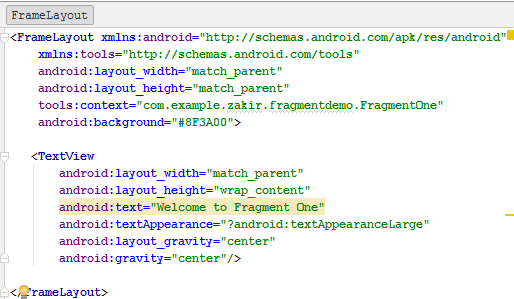 FrameLayout
<FrameLayout xmlns:android="http://schemas.android.com/apk/res/android"
xmlns:tools="http://schemas.android.com/tools"
android:layout_width="match_parent"
android:layout_height="match_parent"
tools:context="com.example.zakir.fragmentdemo.FragmentOne"
android:background="#8F3A00">
<TextView
android:layout_width="match_parent"
android:layout_height="wrap_content"
android:text="Welcome to Fragment One"
android:textAppearance="?android:textAppearanceLarge"
android:layout_gravity="center"
android:gravity="center"/>
</FrameLayout>